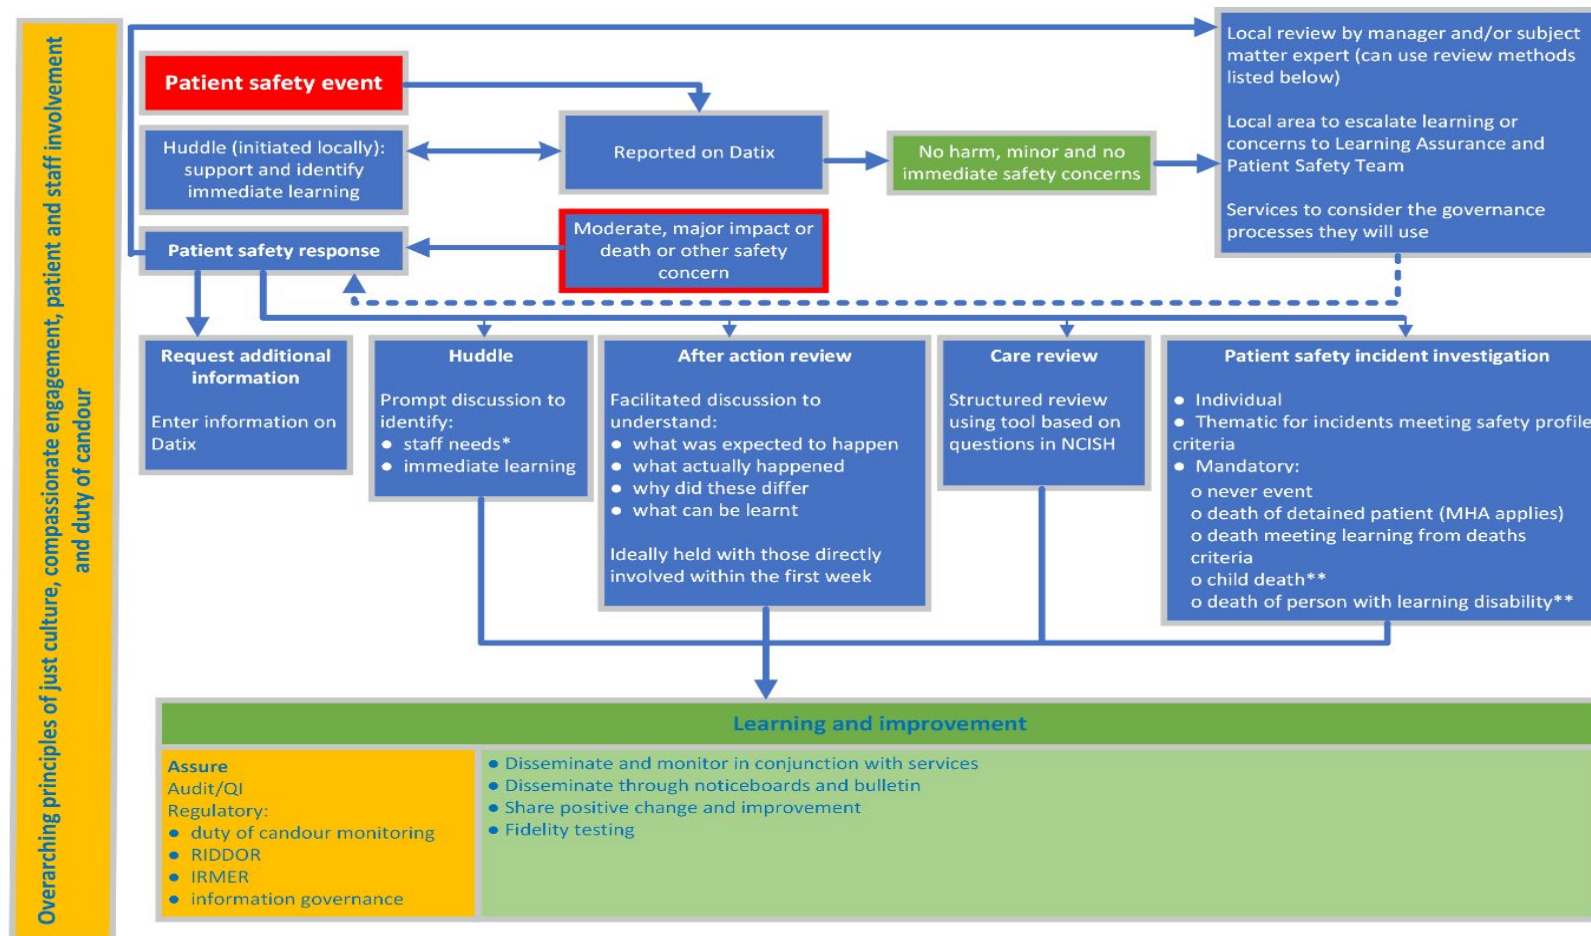 Overarching principles of just culture, compassionate engagement, patient and staff involvement
and duty of candour
Patient safety event
Huddle (initiated locally):
support and identify
immediate learning
Reported on Datix
No harm, minor and no
immediate safety concerns
Local review by manager and/or subject
matter expert (can use review methods
listed below)
Local area to escalate learning or
concerns to Learning Assurance and
Patient Safety Team
Services to consider the governance
processes they will use
Patient safety response
Moderate, major impact or
death or other safety
concern
Request additional
information
Enter information on
Datix
Huddle
Prompt discussion to
identify:
● staff needs*
● immediate learning
After action review
Facilitated discussion to
understand:
● what was expected to happen
● what actually happened
● why did these differ
● what can be learnt
Ideally held with those directly
involved within the first week
Care review
Structured review
using tool based on
questions in NCISH
Patient safety incident investigation
● Individual
● Thematic for incidents meeting safety profile
criteria
● Mandatory:
o never event
o death of detained patient (MHA applies)
o death meeting learning from deaths
criteria
o child death**
o death of person with learning disability**
Learning and improvement
Assure
Audit/QI
Regulatory:
● duty of candour monitoring
● RIDDOR
● IRMER
● information governance
● Disseminate and monitor in conjunction with services
● Disseminate through noticeboards and bulletin
● Share positive change and improvement
● Fidelity testing